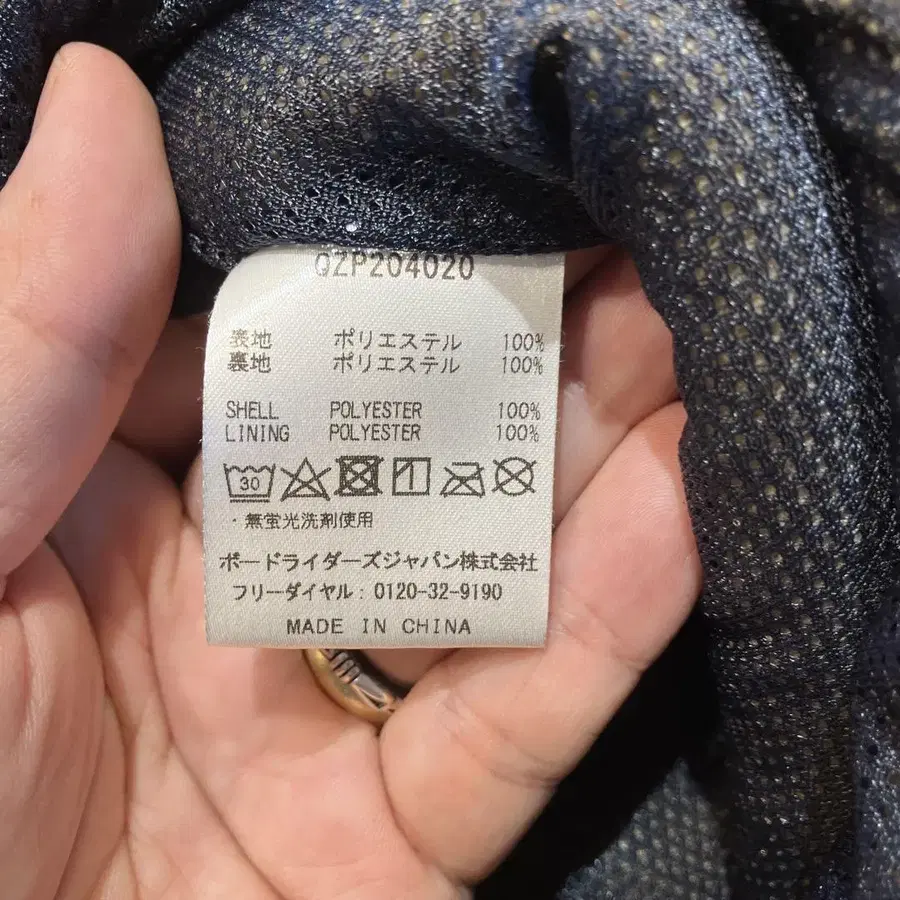 QZP204020
表地 ポリエステル 100%
裏地 ポリエステル 100%
SHELL POLYESTER 100%
LINING POLYESTER 100%
30
・無蛍光洗剤使用
ボードライダーズジャパン株式会社
フリーダイヤル：0120-32-9190
MADE IN CHINA